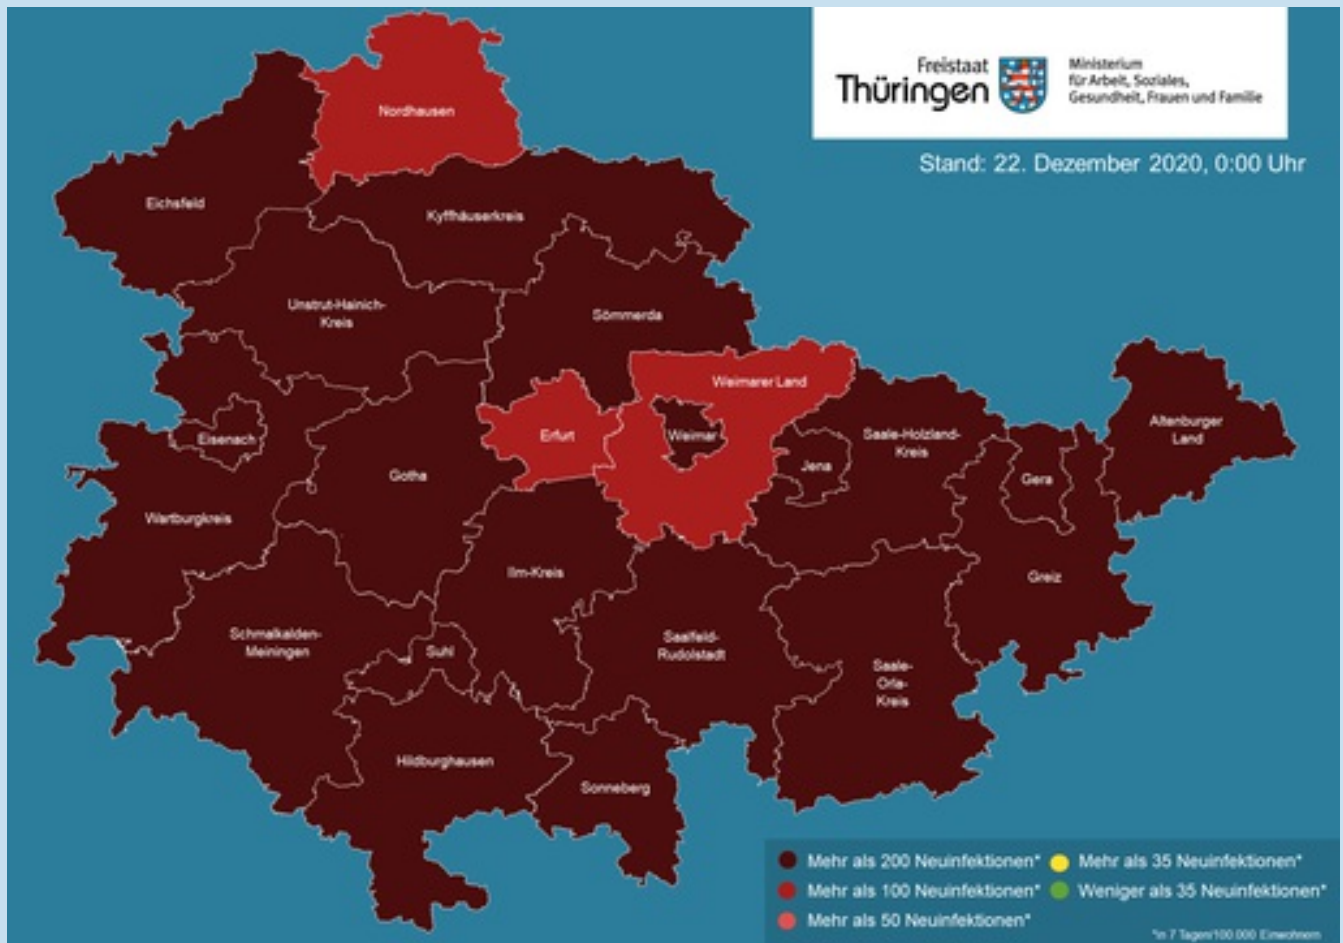 Freistaat
Thüringen
Ministerium
für Arbeit, Soziales,
Gesundheit, Frauen und Familie
Stand: 22. Dezember 2020, 0:00 Uhr
Nordhausen
Eichsfeld
Kyffhäuserkreis
Unstrut-Hainich-
Kreis
Sömmerda
Weimarer Land
Eisenach
Erfurt
Weimar
Saale-Holzland-
Kreis
Altenburger
Land
Gotha
Jena
Gera
Wartburgkreis
Ilm-Kreis
Greiz
Schmalkalden-
Meiningen
Suhl
Saalfeld-
Rudolstadt
Saale-
Orla-
Kreis
Hildburghausen
Sonneberg
Mehr als 200 Neuinfektionen*
Mehr als 100 Neuinfektionen*
Mehr als 50 Neuinfektionen*
Mehr als 35 Neuinfektionen*
Weniger als 35 Neuinfektionen*
*in 7 Tagen/100 000 Einwohnern